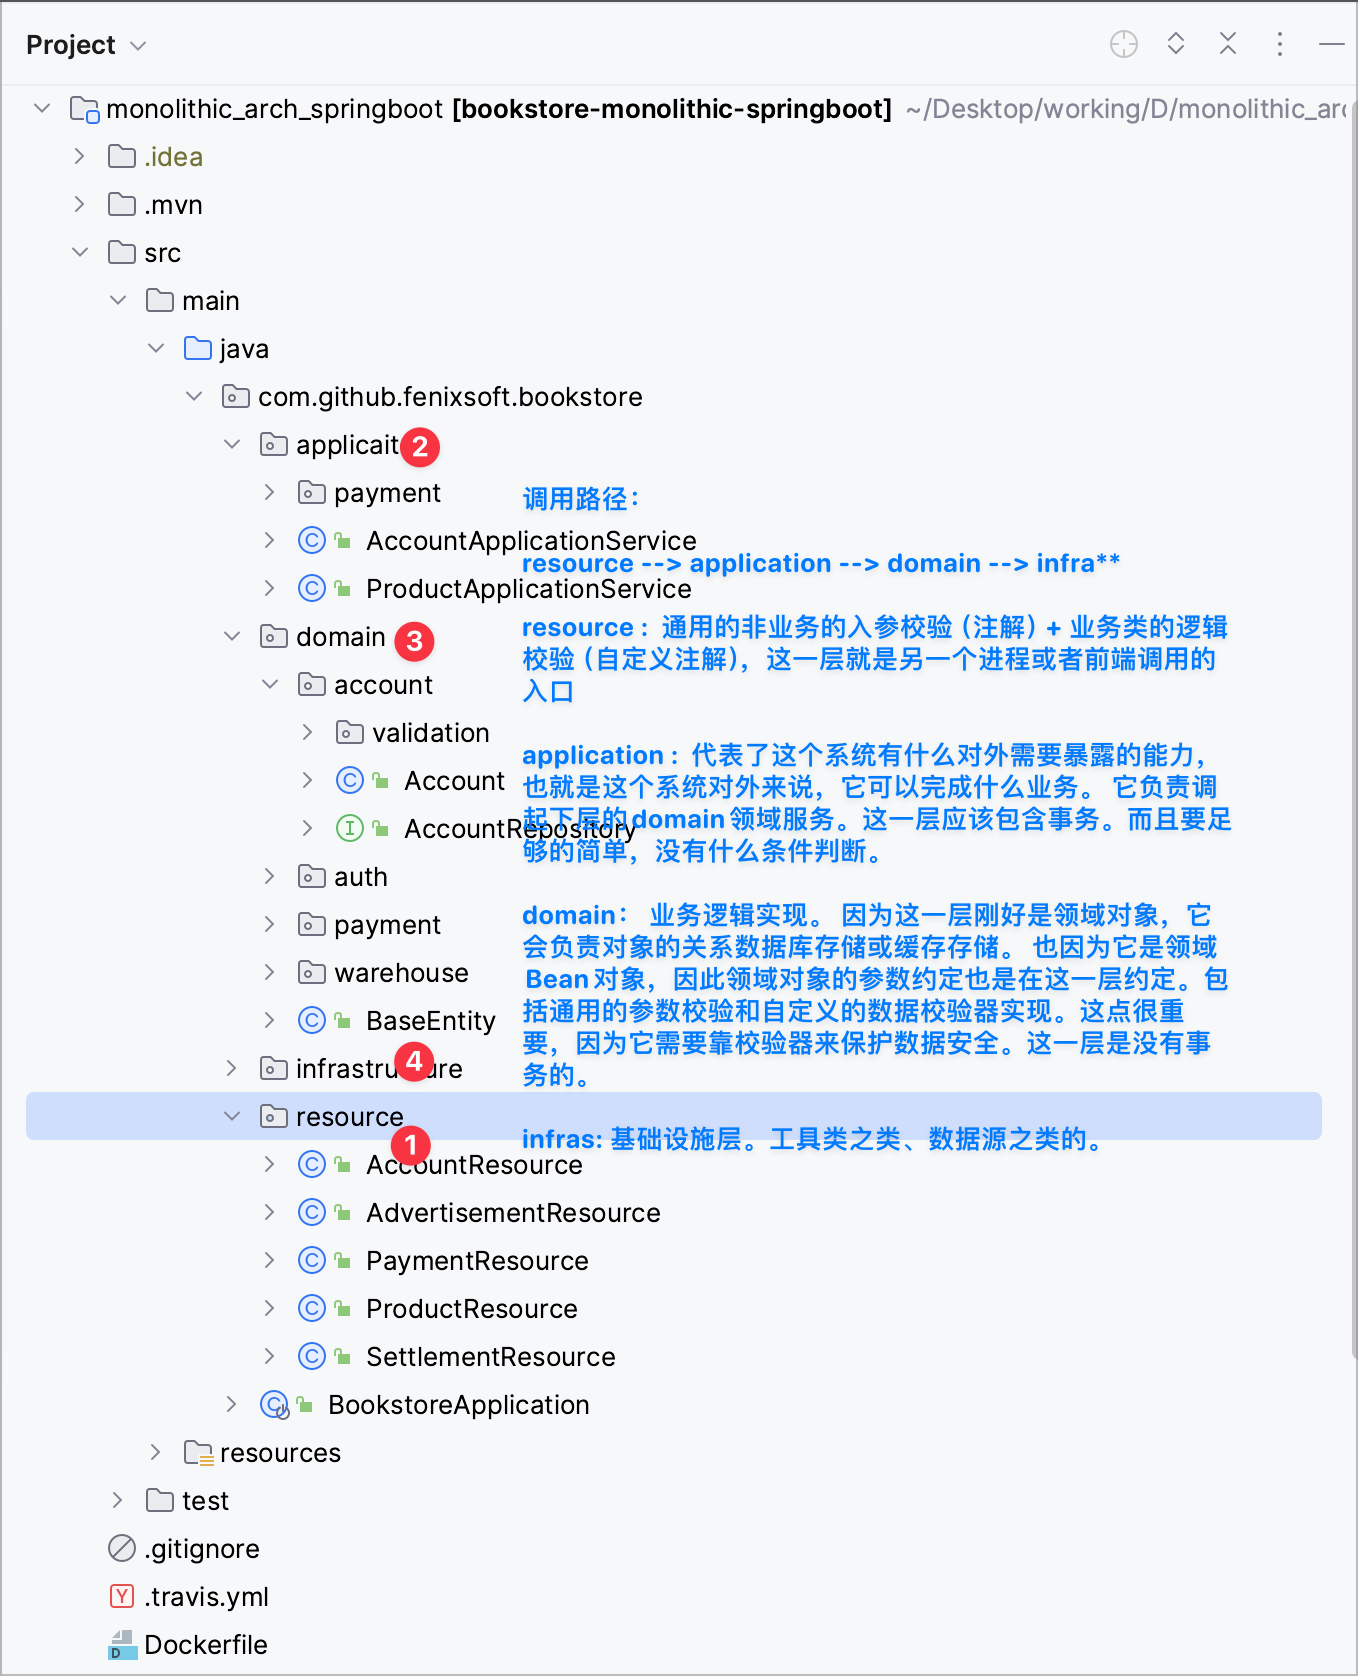 Project
monolithic_arch_springboot [bookstore-monolithic-springboot] ~/Desktop/working/D/monolithic_arc
.idea
.mvn
src
main
java
com.github.fenixsoft.bookstore
applicait
2
payment
调用路径：
AccountApplicationService
resource --> application --> domain --> infra**
ProductApplicationService
domain
3
resource：通用的非业务的入参校验（注解）+ 业务类的逻辑
校验（自定义注解），这一层就是另一个进程或者前端调用的
入口
account
validation
application：代表了这个系统有什么对外需要暴露的能力，
也就是这个系统对外来说，它可以完成什么业务。 它负责调
起下层的domain领域服务。这一层应该包含事务。而且要足
够的简单，没有什么条件判断。
Account
AccountRepository
auth
domain： 业务逻辑实现。 因为这一层刚好是领域对象，它
会负责对象的关系数据库存储或缓存存储。 也因为它是领域
Bean对象，因此领域对象的参数约定也是在这一层约定。包
括通用的参数校验和自定义的数据校验器实现。这点很重
要，因为它需要靠校验器来保护数据安全。这一层是没有事
务的。
payment
warehouse
BaseEntity
infrastructure
4
resource
1
infras: 基础设施层。工具类之类、数据源之类的。
AccountResource
AdvertisementResource
PaymentResource
ProductResource
SettlementResource
BookstoreApplication
resources
test
.gitignore
.travis.yml
Dockerfile